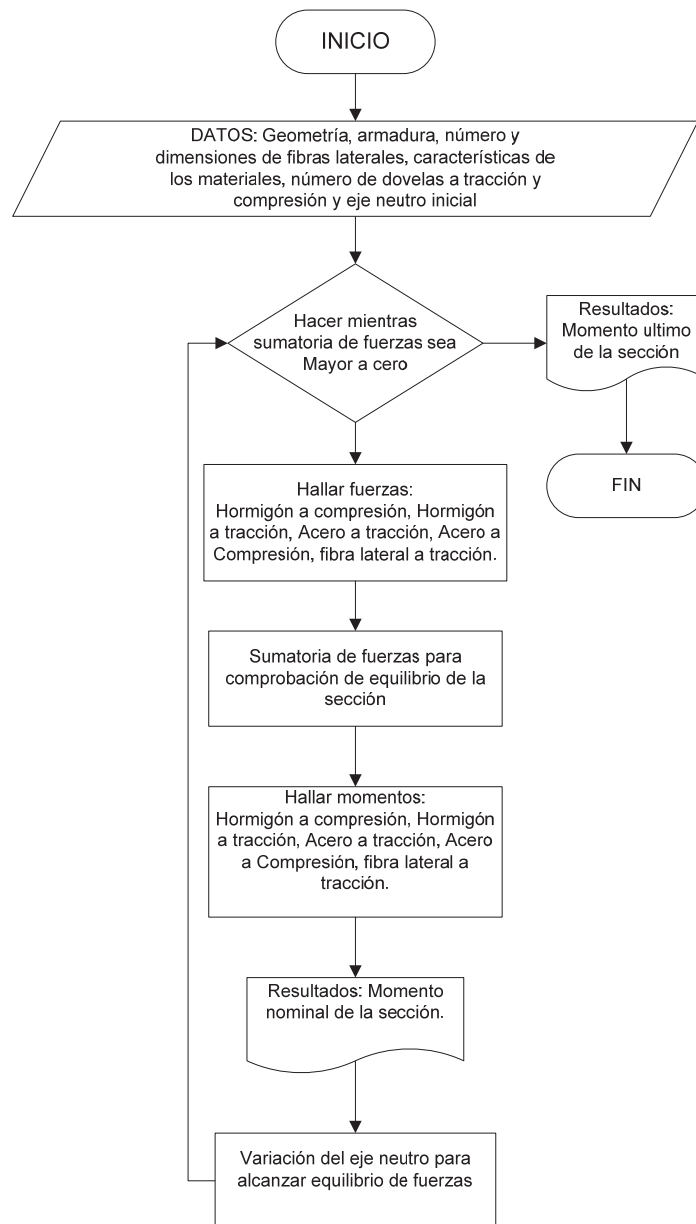 INICIO
DATOS: Geometría, armadura, número y
dimensiones de fibras laterales, características de
los materiales, número de dovelas a tracción y
compresión y eje neutro inicial
Hacer mientras
sumatoria de fuerzas sea
Mayor a cero
Resultados:
Momento ultimo
de la sección
FIN
Hallar fuerzas:
Hormigón a compresión, Hormigón
a tracción, Acero a tracción, Acero a
Compresión, fibra lateral a tracción.
Sumatoria de fuerzas para
comprobación de equilibrio de la
sección
Hallar momentos:
Hormigón a compresión, Hormigón
a tracción, Acero a tracción, Acero
a Compresión, fibra lateral a
tracción.
Resultados: Momento
nominal de la sección.
Variación del eje neutro para
alcanzar equilibrio de fuerzas